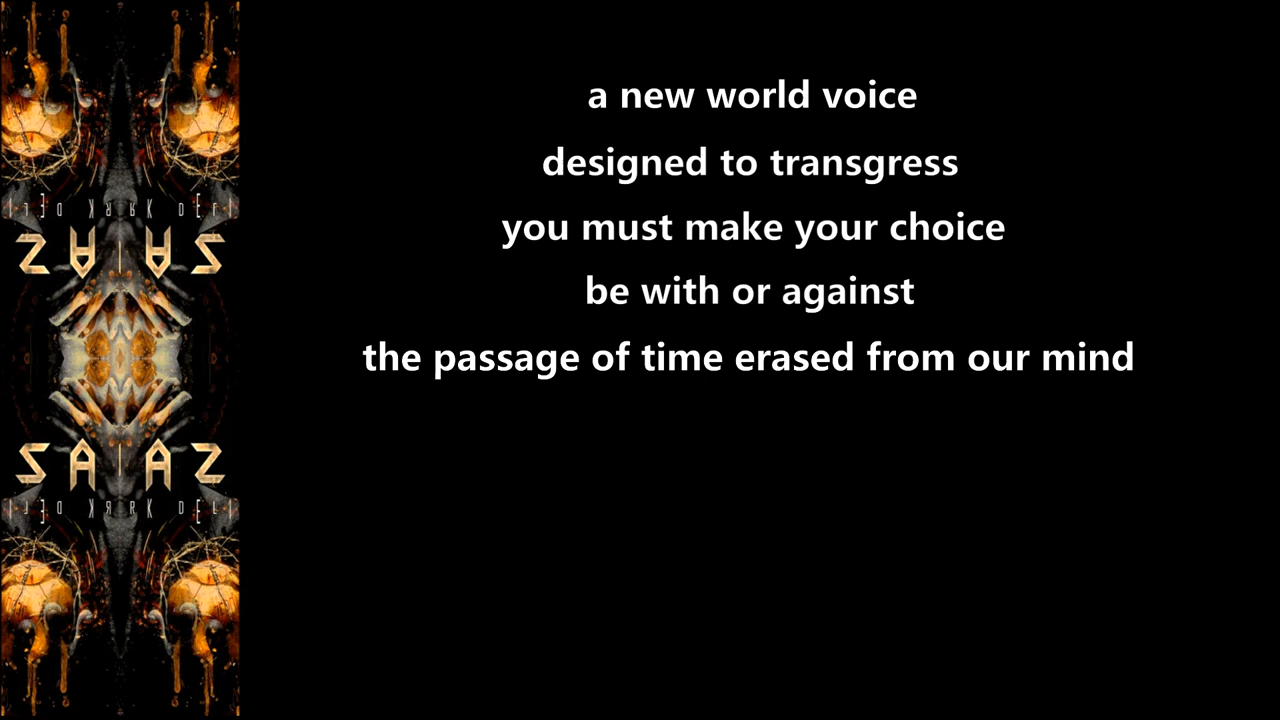 a new world voice
designed to transgress
you must make your choice
be with or against
the passage of time erased from our mind